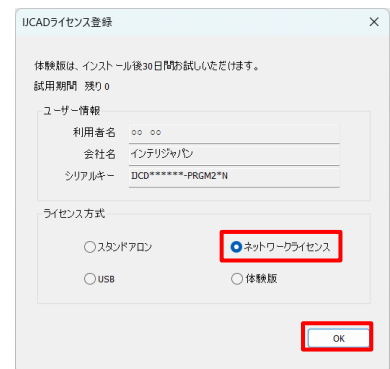 IJCADライセンス登録
体験版は、インストール後30日間お試しいただけます。
試用期間 残り0
ユーザー情報
利用者名 ○○ ○○
会社名 インテリジャパン
シリアルキー IJCD******-PRGM2*N
ライセンス方式
スタンドアロン ネットワークライセンス
USB 体験版
OK